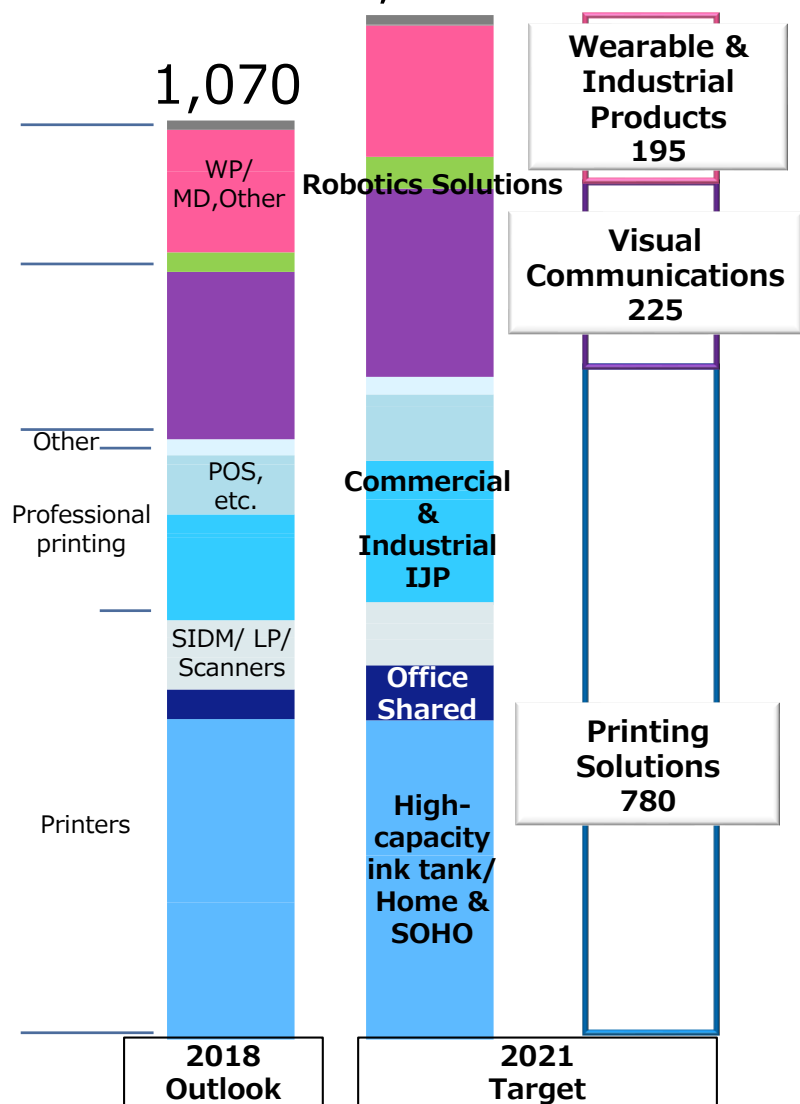 1,070
WP/
MD,Other
Other
POS,
etc.
Professional
printing
SIDM/ LP/
Scanners
Printers
2018
Outlook
Robotics Solutions
Commercial
&
Industrial
IJP
Office
Shared
High-
capacity
ink tank/
Home &
SOHO
2021
Target
Wearable &
Industrial
Products
195
Visual
Communications
225
Printing
Solutions
780